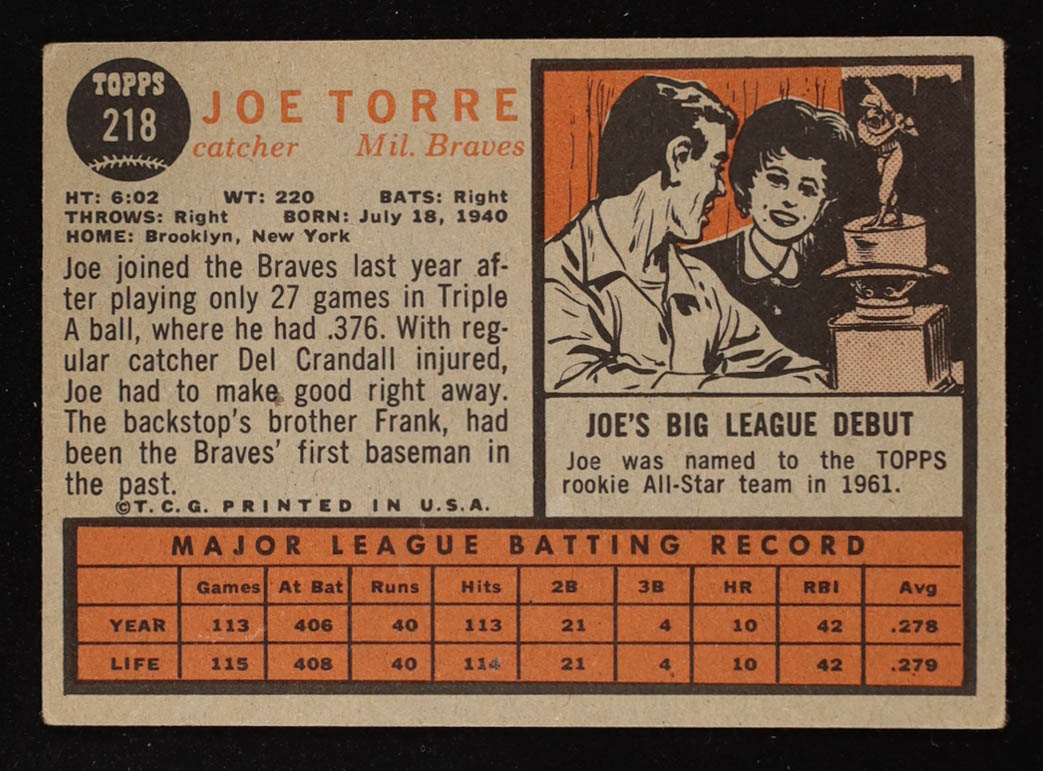 TOPPS
218
JOE TORRE
catcher Mil. Braves
HT: 6:02 WT: 220 BATS: Right
THROWS: Right BORN: July 18, 1940
HOME: Brooklyn, New York
Joe joined the Braves last year af-
ter playing only 27 games in Triple
A ball, where he had .376. With reg-
ular catcher Del Crandall injured,
Joe had to make good right away.
The backstop's brother Frank, had
been the Braves' first baseman in
the past.
©T.C.G. PRINTED IN U.S.A.
JOE'S BIG LEAGUE DEBUT
Joe was named to the TOPPS
rookie All-Star team in 1961.
MAJOR LEAGUE BATTING RECORD
Games At Bat Runs Hits 2B 3B HR RBI Avg
YEAR 113 406 40 113 21 4 10 42 .278
LIFE 115 408 40 114 21 4 10 42 .279